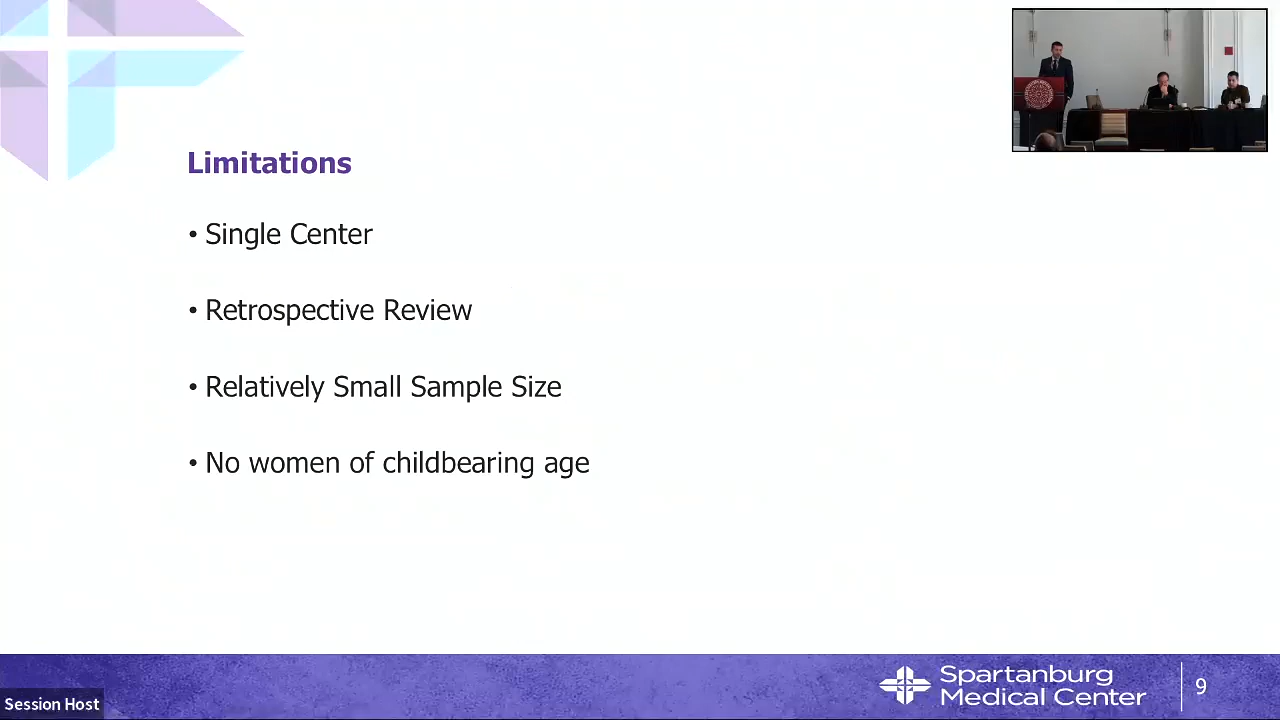 Limitations
• Single Center
• Retrospective Review
• Relatively Small Sample Size
• No women of childbearing age
Spartanburg
Medical Center
9
Session Host